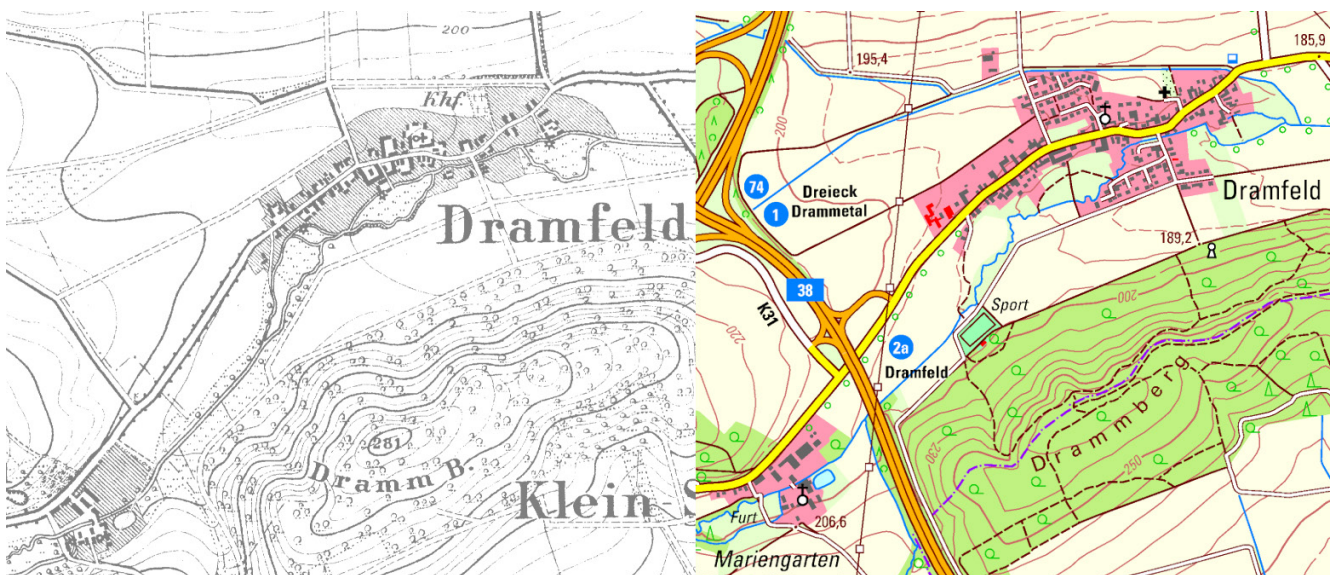 200
Khf.
Dramfeld
281
Dramm B.
Klein-S
185,9
195,4
200
74
Dreieck
1
Drammetal
Dramfeld
189,2
38
K31
Sport
200
220
2a
Dramfeld
Drammberg
230
250
Furt
206,6
Mariengarten